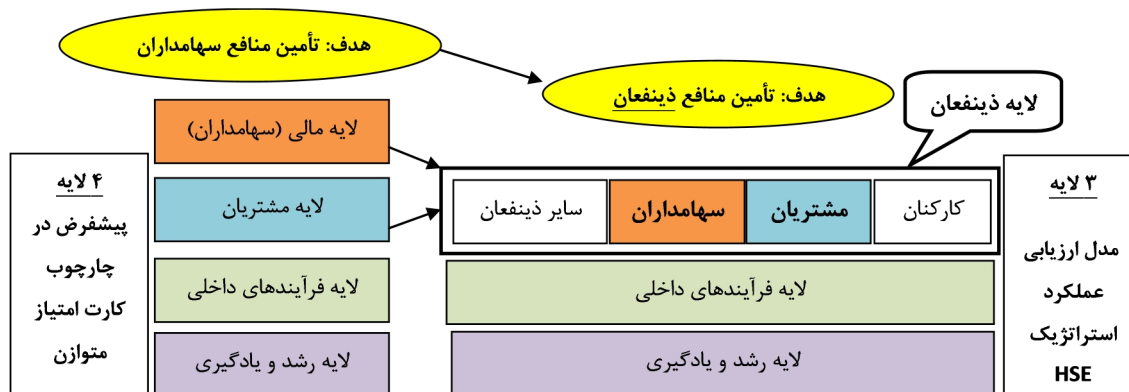 هدف: تأمین منافع سهامداران
هدف: تأمین منافع ذینفعان
لایه ذینفعان
۳ لایه
مدل ارزیابی
عملکرد
استراتژیک
HSE
کارکنان
مشتریان
سهامداران
سایر ذینفعان
لایه فرآیندهای داخلی
لایه رشد و یادگیری
لایه مالی (سهامداران)
لایه مشتریان
لایه فرآیندهای داخلی
لایه رشد و یادگیری
۴ لایه
پیشفرض در
چارچوب
کارت امتیاز
متوازن